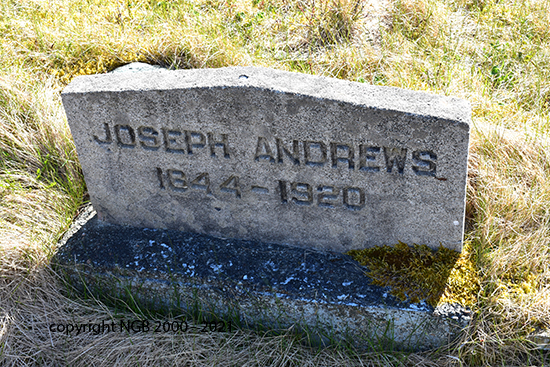 JOSEPH ANDREWS
1844-1920
copyright NGB 2000 - 2021